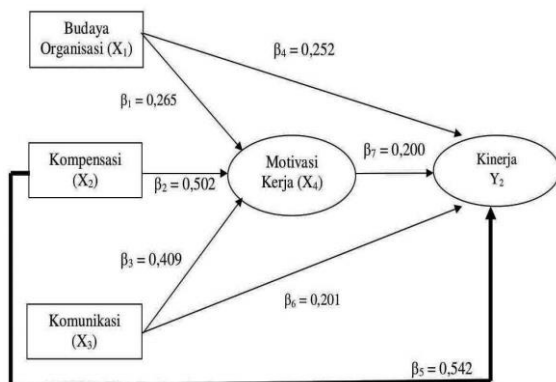 Budaya
Organisasi (X₁)
β₄ = 0,252
β₁ = 0,265
Kompensasi
(X₂)
β₂ = 0,502
Motivasi
Kerja (X₄)
β₇ = 0,200
Kinerja
Y₂
β₃ = 0,409
β₆ = 0,201
Komunikasi
(X₃)
β₅ = 0,542